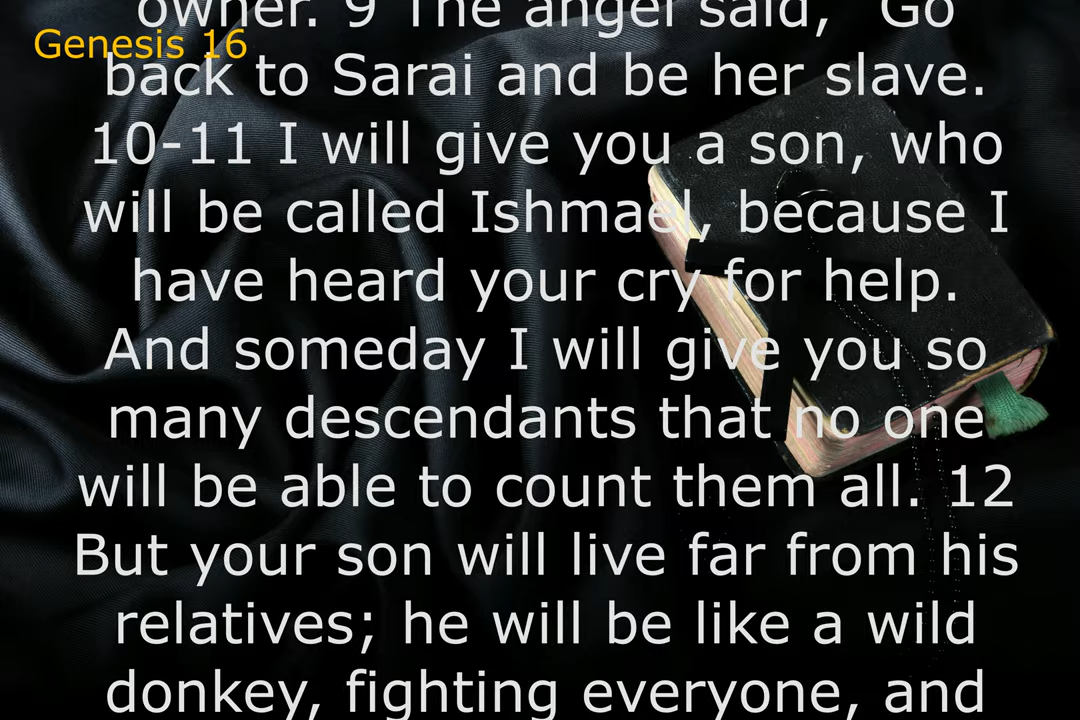 owner. 9 The angel said, "Go
Genesis 16
back to Sarai and be her slave.
10-11 I will give you a son, who
will be called Ishmael, because I
have heard your cry for help.
And someday I will give you so
many descendants that no one
will be able to count them all. 12
But your son will live far from his
relatives; he will be like a wild
donkey, fighting everyone, and